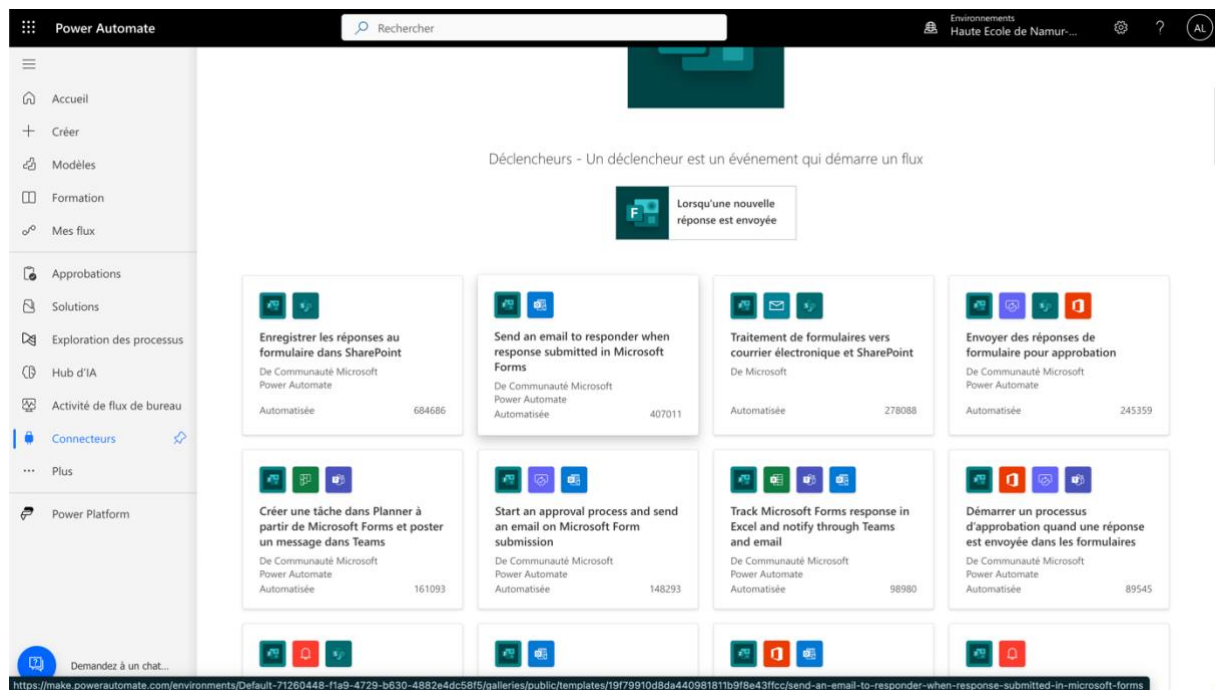 Power Automate
Rechercher
Environnements
Haute Ecole de Namur-...
?
AL
Accueil
Créer
Modèles
Formation
Mes flux
Approbations
Solutions
Exploration des processus
Hub d'IA
Activité de flux de bureau
Connecteurs
Plus
Power Platform
Demandez à un chat...
Déclencheurs - Un déclencheur est un événement qui démarre un flux
F
Lorsqu'une nouvelle
réponse est envoyée
Enregistrer les réponses au
formulaire dans SharePoint
De Communauté Microsoft
Power Automate
Automatisée 684686
Send an email to responder when
response submitted in Microsoft
Forms
De Communauté Microsoft
Power Automate
Automatisée 407011
Traitement de formulaires vers
courrier électronique et SharePoint
De Microsoft
Automatisée 278088
Envoyer des réponses de
formulaire pour approbation
De Communauté Microsoft
Power Automate
Automatisée 245359
Créer une tâche dans Planner à
partir de Microsoft Forms et poster
un message dans Teams
De Communauté Microsoft
Power Automate
Automatisée 161093
Start an approval process and send
an email on Microsoft Form
submission
De Communauté Microsoft
Power Automate
Automatisée 148293
Track Microsoft Forms response in
Excel and notify through Teams
and email
De Communauté Microsoft
Power Automate
Automatisée 98980
Démarrer un processus
d'approbation quand une réponse
est envoyée dans les formulaires
De Communauté Microsoft
Power Automate
Automatisée 89545
https://make.powerautomate.com/environments/Default-71260448-f1a9-4729-b630-4882e4dc58f5/galleries/public/templates/19f79910d8da440981811b9f8e43ffcc/send-an-email-to-responder-when-response-submitted-in-microsoft-forms